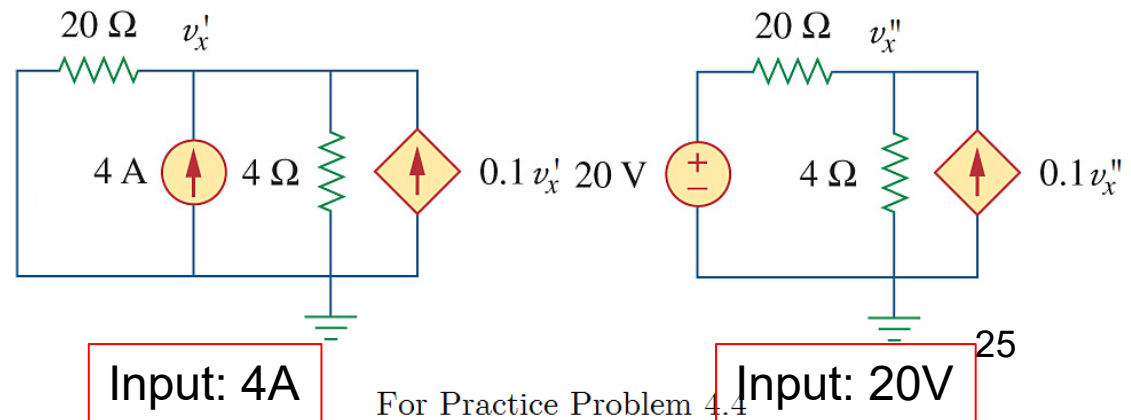 20 Ω v'x
4 A
4 Ω
0.1 v'x
20 Ω v"x
20 V
+
−
4 Ω
0.1 v"x
25
Input: 4A
For Practice Problem 4.4
Input: 20V